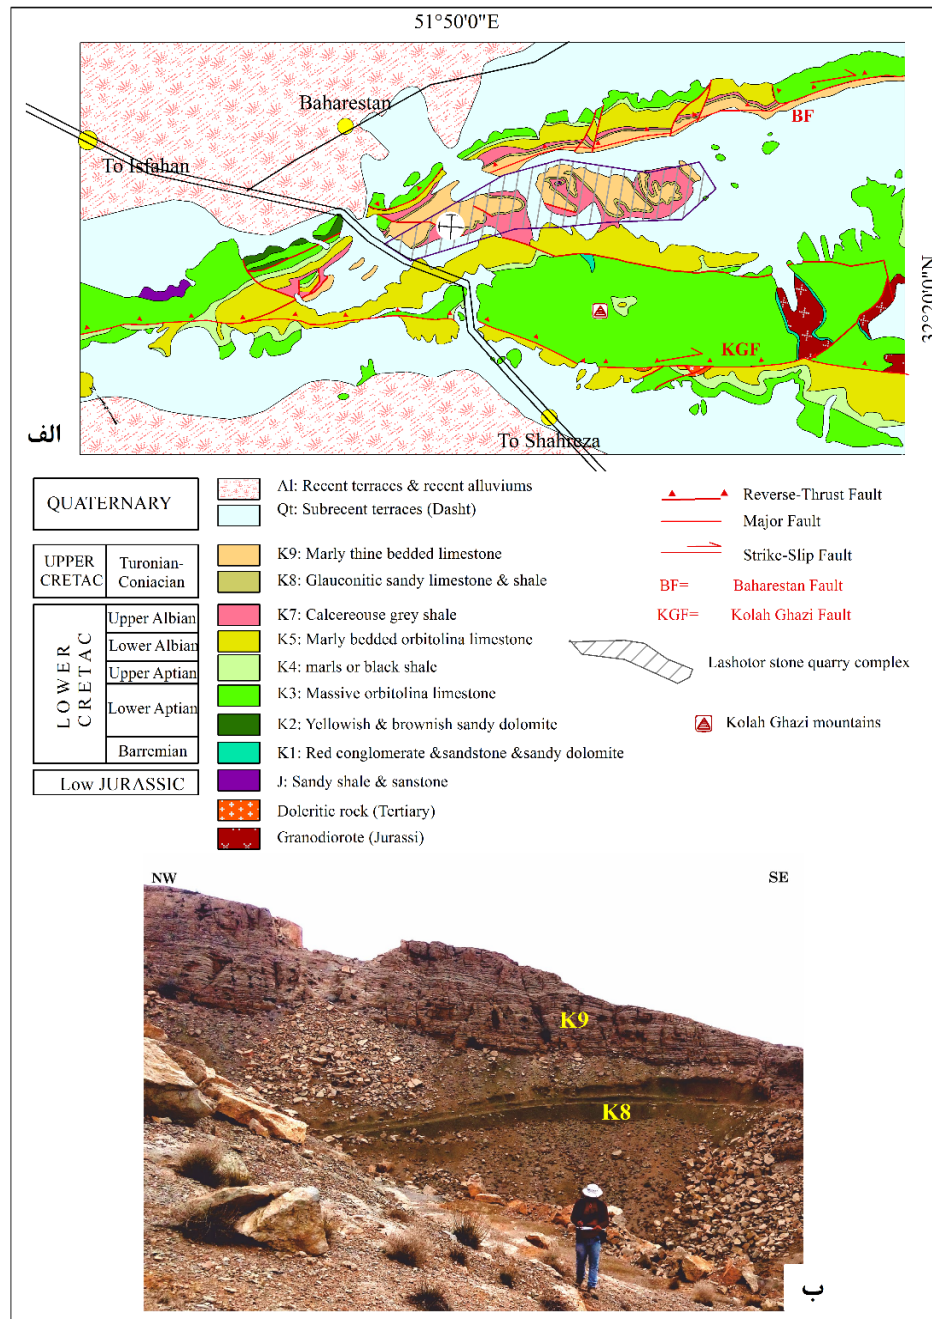 51°50'0"E
Baharestan
BF
To Isfahan
32°20'0"N
KGF
الف
To Shahreza
QUATERNARY
Al: Recent terraces & recent alluviums
Qt: Subrecent terraces (Dasht)
UPPER CRETAC
Turonian-Coniacian
K9: Marly thine bedded limestone
K8: Glauconitic sandy limestone & shale
LOWER CRETAC
Upper Albian
Lower Albian
Upper Aptian
Lower Aptian
Barremian
K7: Calcereouse grey shale
K5: Marly bedded orbitolina limestone
K4: marls or black shale
K3: Massive orbitolina limestone
K2: Yellowish & brownish sandy dolomite
K1: Red conglomerate &sandstone &sandy dolomite
Low JURASSIC
J: Sandy shale & sanstone
Doleritic rock (Tertiary)
Granodiorote (Jurassi)
Reverse-Thrust Fault
Major Fault
Strike-Slip Fault
BF= Baharestan Fault
KGF= Kolah Ghazi Fault
Lashotor stone quarry complex
Kolah Ghazi mountains
NW
SE
K9
K8
ب